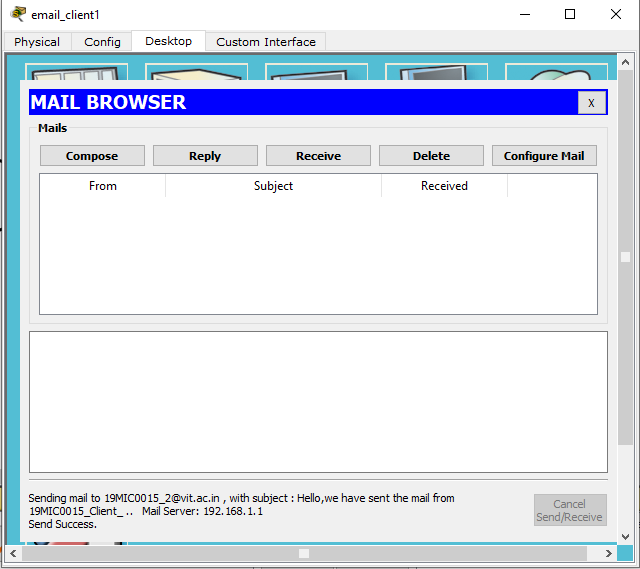 email_client1
Physical Config Desktop Custom Interface
MAIL BROWSER X
Mails
Compose Reply Receive Delete Configure Mail
From Subject Received
Sending mail to 19MIC0015_2@vit.ac.in , with subject : Hello,we have sent the mail from
19MIC0015_Client_ .. Mail Server: 192.168.1.1
Send Success.
Cancel
Send/Receive